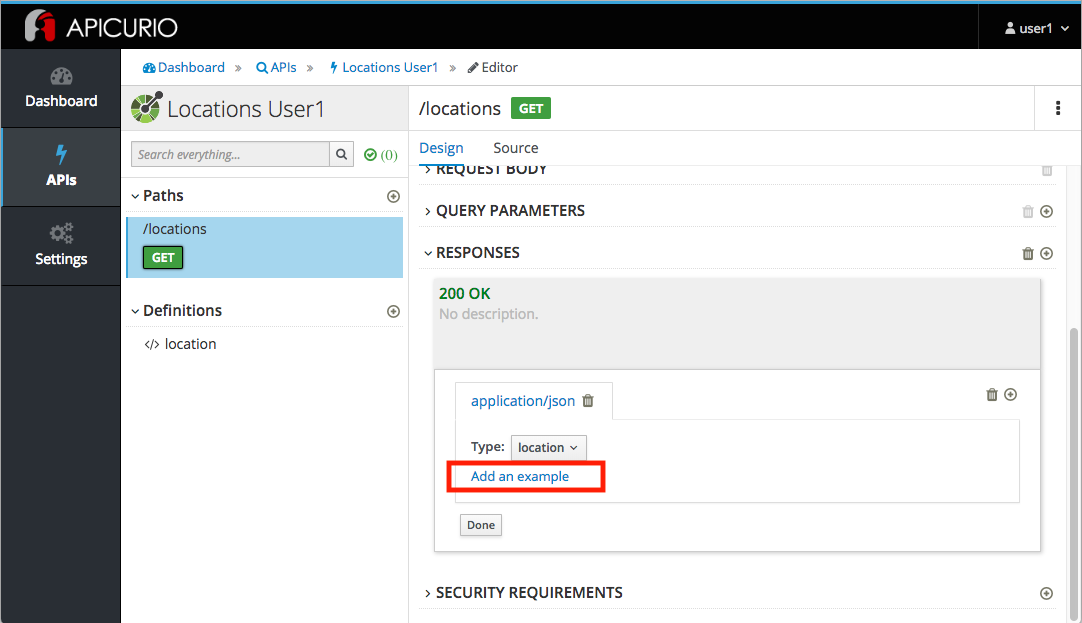 APICURIO
user1
Dashboard
APIs
Settings
Dashboard » APIs » Locations User1 » Editor
Locations User1
Search everything...
(0)
Paths
/locations
GET
Definitions
</> location
/locations GET
Design Source
REQUEST BODY
QUERY PARAMETERS
RESPONSES
200 OK
No description.
application/json
Type: location
Add an example
Done
SECURITY REQUIREMENTS